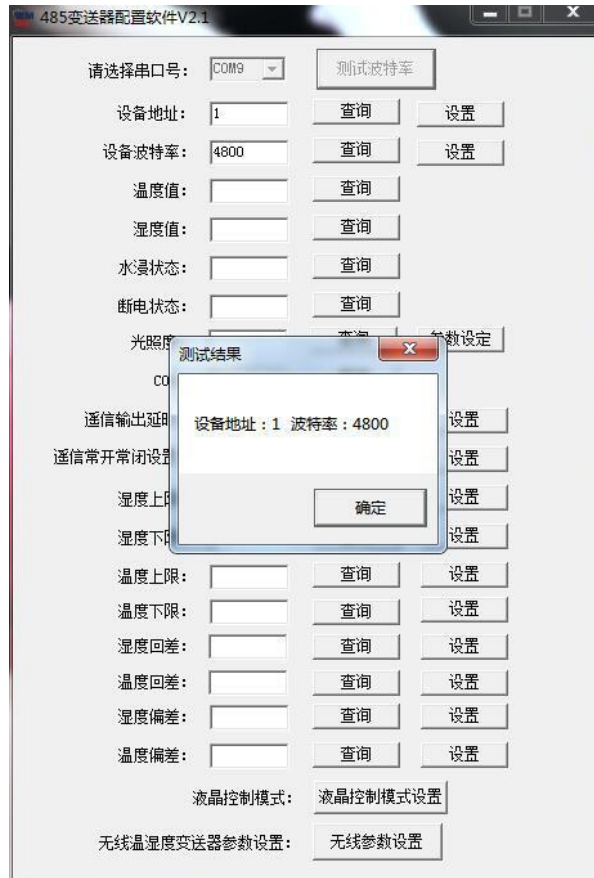 485变送器配置软件V2.1
请选择串口号: COM9 测试波特率
设备地址: 1 查询 设置
设备波特率: 4800 查询 设置
温度值: 查询
湿度值: 查询
水浸状态: 查询
断电状态: 查询
光照度 参数设定
测试结果
CO
设备地址：1 波特率：4800
遥信输出延时 设置
遥信常开常闭设置 设置
确定
湿度上限 设置
湿度下限 设置
温度上限: 查询 设置
温度下限: 查询 设置
湿度回差: 查询 设置
温度回差: 查询 设置
湿度偏差: 查询 设置
温度偏差: 查询 设置
液晶控制模式: 液晶控制模式设置
无线温湿度变送器参数设置: 无线参数设置